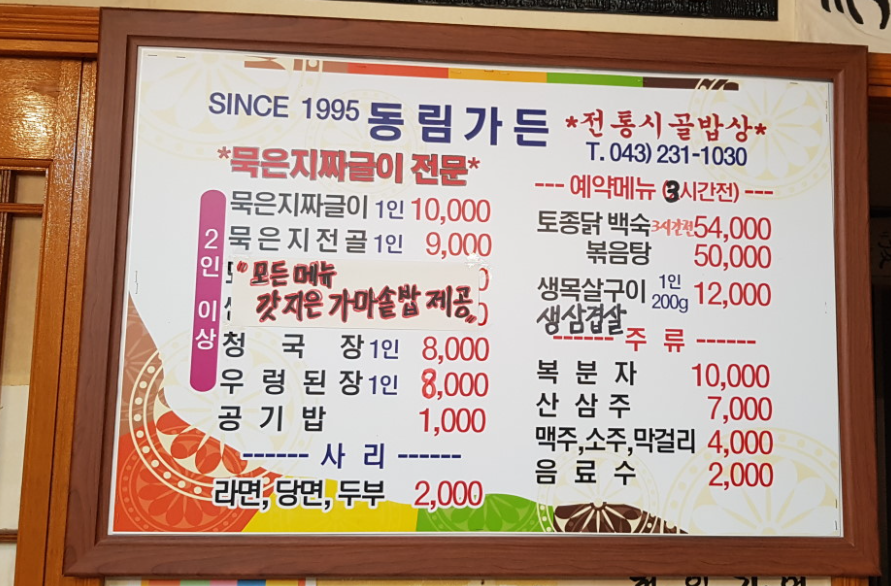 SINCE 1995 동림가든 *전통시골밥상*
T. 043) 231-1030
*묵은지짜글이 전문*
2인 이상
묵은지짜글이 1인 10,000
묵은지전골 1인 9,000
"모든 메뉴
갓 지은 가마솥밥 제공"
청국장 1인 8,000
우렁된장 1인 8,000
공기밥 1,000
------ 사리 ------
라면, 당면, 두부 2,000
--- 예약메뉴 (3시간전) ---
토종닭 백숙 3시간전 54,000
볶음탕 50,000
생목살구이 1인 200g 12,000
생삼겹살
------ 주류 ------
복분자 10,000
산삼주 7,000
맥주,소주,막걸리 4,000
음료수 2,000